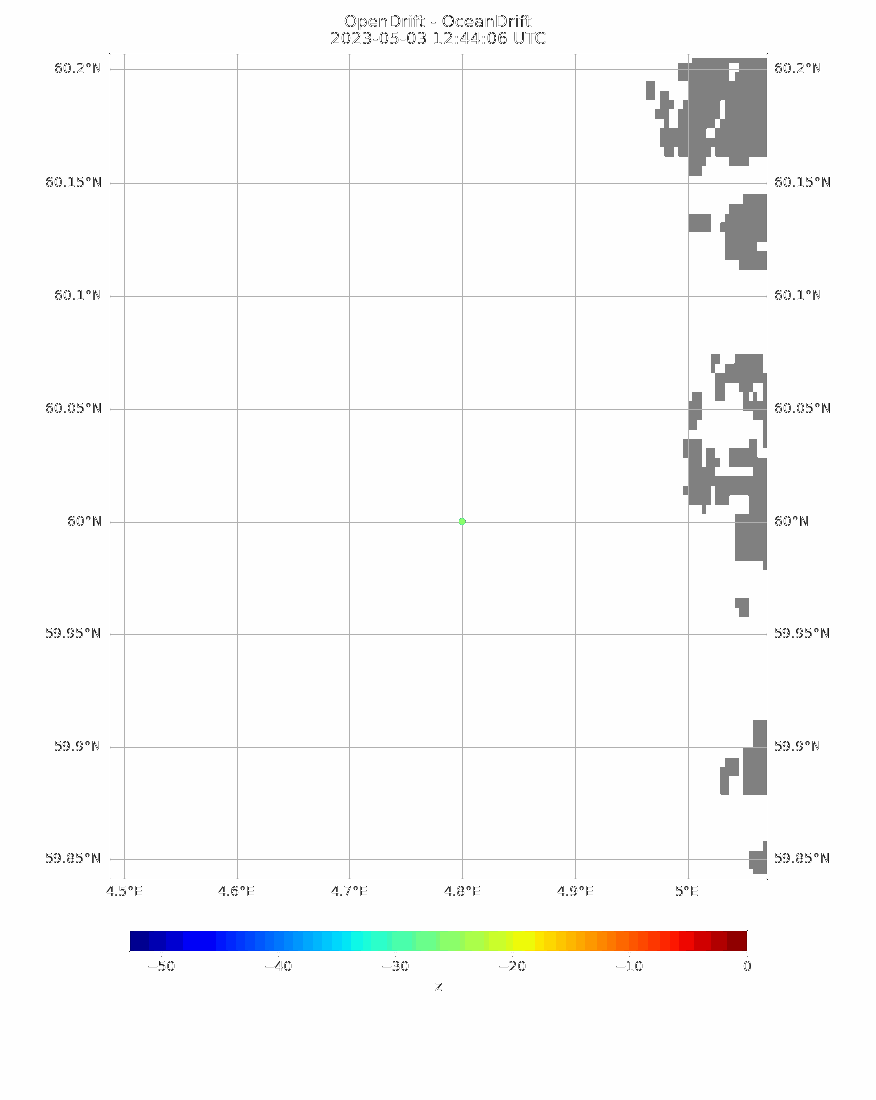 OpenDrift - OceanDrift
2023-05-03 12:44:06 UTC
60.2°N 60.2°N
60.15°N 60.15°N
60.1°N 60.1°N
60.05°N 60.05°N
60°N 60°N
59.95°N 59.95°N
59.9°N 59.9°N
59.85°N 59.85°N
4.5°E 4.6°E 4.7°E 4.8°E 4.9°E 5°E
−50 −40 −30 −20 −10 0
z